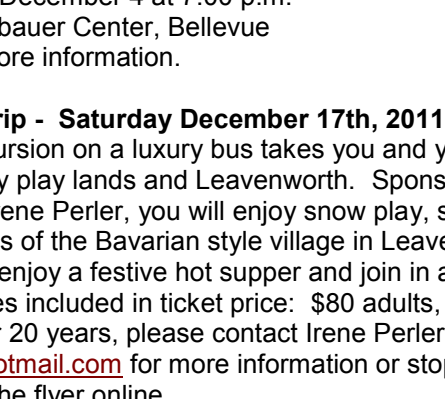 December 4 at 7:00 p.m.
bauer Center, Bellevue
ore information.
rip - Saturday December 17th, 2011
ursion on a luxury bus takes you and y
y play lands and Leavenworth. Spons
rene Perler, you will enjoy snow play, s
s of the Bavarian style village in Leave
enjoy a festive hot supper and join in a
es included in ticket price: $80 adults,
r 20 years, please contact Irene Perler
otmail.com for more information or stop
he flyer online